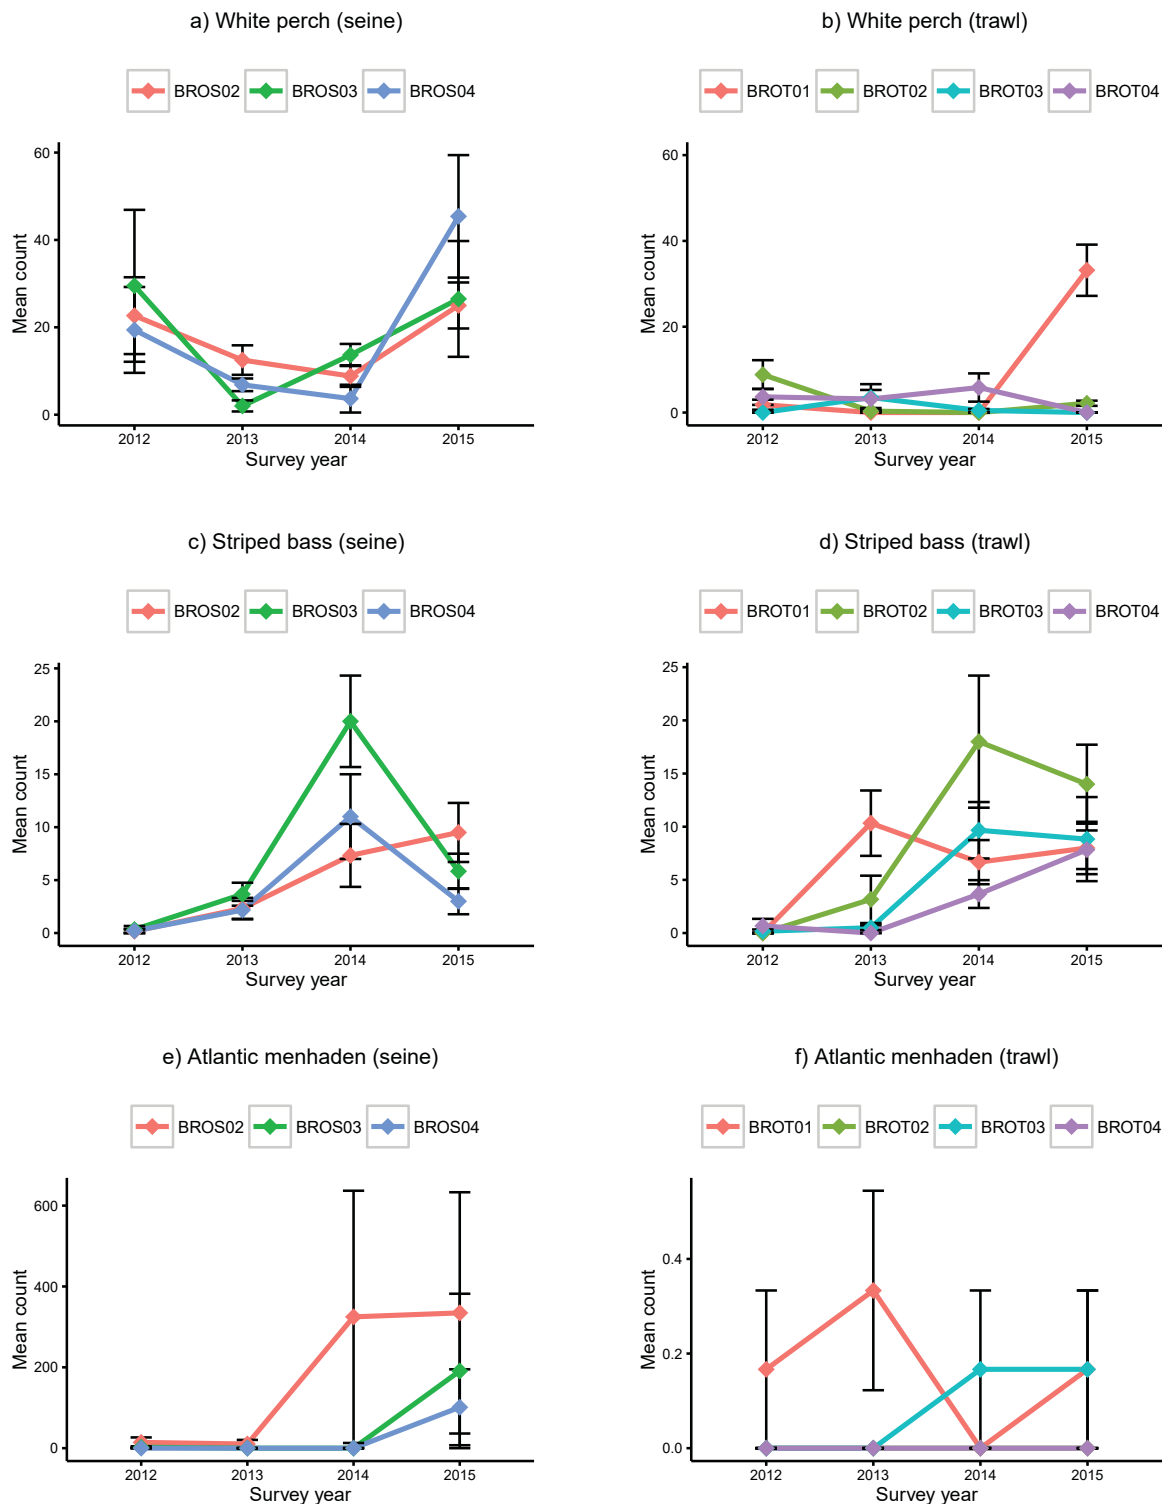 a) White perch (seine)
b) White perch (trawl)
BROS02 BROS03 BROS04
BROT01 BROT02 BROT03 BROT04
60
40
20
0
Mean count
2012 2013 2014 2015
Survey year
60
40
20
0
Mean count
2012 2013 2014 2015
Survey year
c) Striped bass (seine)
d) Striped bass (trawl)
BROS02 BROS03 BROS04
BROT01 BROT02 BROT03 BROT04
25
20
15
10
5
0
Mean count
2012 2013 2014 2015
Survey year
25
20
15
10
5
0
Mean count
2012 2013 2014 2015
Survey year
e) Atlantic menhaden (seine)
f) Atlantic menhaden (trawl)
BROS02 BROS03 BROS04
BROT01 BROT02 BROT03 BROT04
600
400
200
0
Mean count
2012 2013 2014 2015
Survey year
0.4
0.2
0.0
Mean count
2012 2013 2014 2015
Survey year